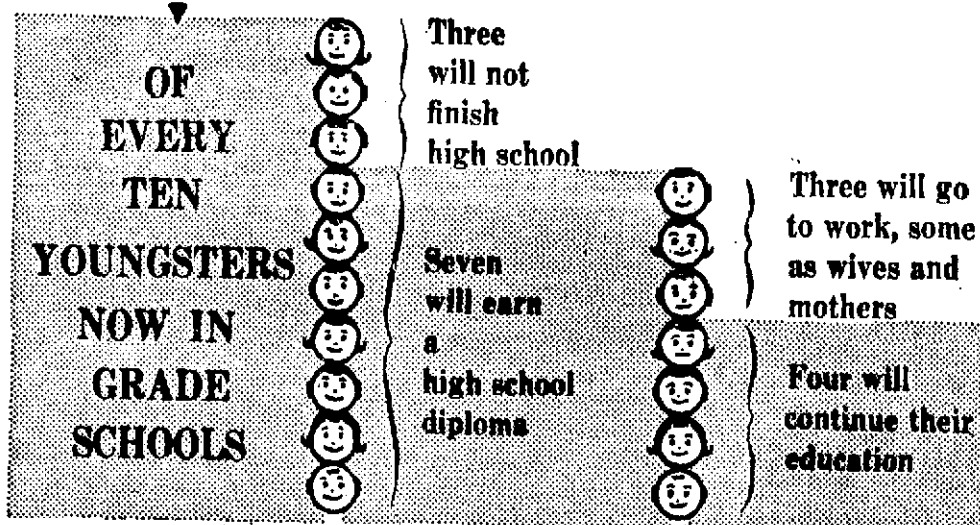 OF
EVERY
TEN
YOUNGSTERS
NOW IN
GRADE
SCHOOLS
Three
will not
finish
high school
Seven
will earn
a
high school
diploma
Three will go
to work, some
as wives and
mothers
Four will
continue their
education